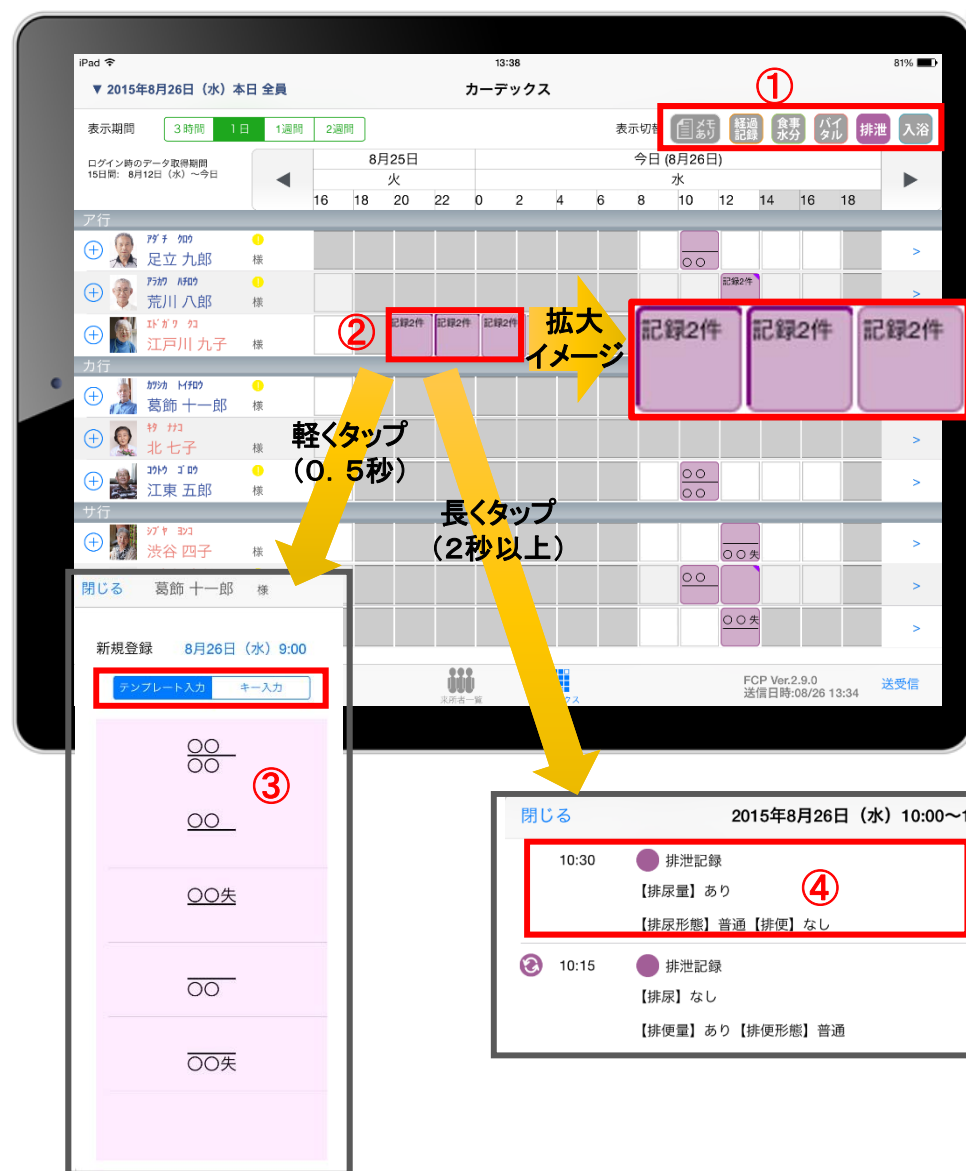 iPad 13:38 81%
▼ 2015年8月26日（水）本日 全員 カーデックス ①
表示期間 3時間 1日 1週間 2週間 表示切替 メモあり 経過記録 食事水分 バイタル 排泄 入浴
ログイン時のデータ取得期間
15日間: 8月12日（水）～今日
◀ 8月25日 今日 (8月26日) ▶
火 水
16 18 20 22 0 2 4 6 8 10 12 14 16 18
ア行
ｱﾀﾞﾁ ｸﾛｳ
足立 九郎 様 ○○ >
ｱﾗｶﾜ ﾊﾁﾛｳ
荒川 八郎 様 記録2件 >
ｴﾄﾞｶﾞﾜ ｸｺ
江戸川 九子 様 ② 記録2件 記録2件 記録2件
拡大
イメージ
記録2件 記録2件 記録2件
カ行
ｶﾂｼｶ ﾄｲﾁﾛｳ
葛飾 十一郎 様
ｷﾀ ﾅﾅｺ
北 七子 様 >
ｺｳﾄｳ ｺﾞﾛｳ
江東 五郎 様 ○○ ○○ >
軽くタップ
（０．５秒）
長くタップ
（２秒以上）
サ行
ｼﾌﾞﾔ ﾖﾝｺ
渋谷 四子 様 ○○失 >
○○ >
○○失 >
来所者一覧 クス FCP Ver.2.9.0
送信日時:08/26 13:34 送受信
閉じる 葛飾 十一郎 様
新規登録 8月26日（水）9:00
テンプレート入力 キー入力
○○
○○
③
○○
○○失
○○
○○失
閉じる 2015年8月26日（水）10:00～1
10:30 排泄記録
【排尿量】あり ④
【排尿形態】普通【排便】なし
10:15 排泄記録
【排尿】なし
【排便量】あり【排便形態】普通